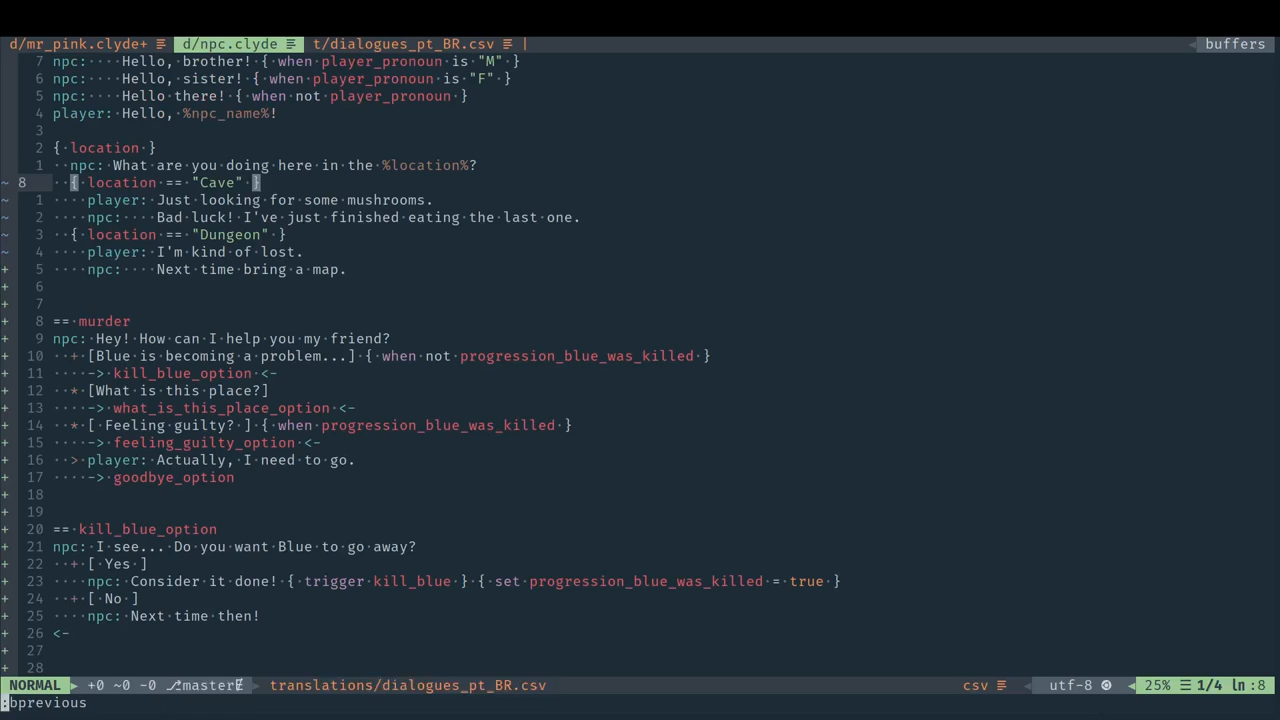 d/mr_pink.clyde+ d/npc.clyde t/dialogues_pt_BR.csv | buffers
7 npc:····Hello,·brother!·{·when·player_pronoun·is·"M"·}
6 npc:····Hello,·sister!·{·when·player_pronoun·is·"F"·}
5 npc:····Hello·there!·{·when·not·player_pronoun·}
4 player:·Hello,·%npc_name%!
3
2 {·location·}
1 ··npc:·What·are·you·doing·here·in·the·%location%?
~ 8 ··{·location·==·"Cave"·}
~ 1 ····player:·Just·looking·for·some·mushrooms.
~ 2 ····npc:····Bad·luck!·I've·just·finished·eating·the·last·one.
~ 3 ··{·location·==·"Dungeon"·}
~ 4 ····player:·I'm·kind·of·lost.
+ 5 ····npc:····Next·time·bring·a·map.
+ 6
+ 7
+ 8 ==·murder
+ 9 npc:·Hey!·How·can·I·help·you·my·friend?
+ 10 ··+·[Blue·is·becoming·a·problem...]·{·when·not·progression_blue_was_killed·}
+ 11 ····->·kill_blue_option·<-
+ 12 ··*·[What·is·this·place?]
+ 13 ····->·what_is_this_place_option·<-
+ 14 ··*·[·Feeling·guilty?·]·{·when·progression_blue_was_killed·}
+ 15 ····->·feeling_guilty_option·<-
+ 16 ··>·player:·Actually,·I·need·to·go.
+ 17 ····->·goodbye_option
+ 18
+ 19
+ 20 ==·kill_blue_option
+ 21 npc:·I·see...·Do·you·want·Blue·to·go·away?
+ 22 ··+·[·Yes·]
+ 23 ····npc:·Consider·it·done!·{·trigger·kill_blue·}·{·set·progression_blue_was_killed·=·true·}
+ 24 ··+·[·No·]
+ 25 ····npc:·Next·time·then!
+ 26 <-
+ 27
+ 28
NORMAL +0 ~0 -0 master translations/dialogues_pt_BR.csv csv utf-8 25% 1/4 ln:8
:bprevious